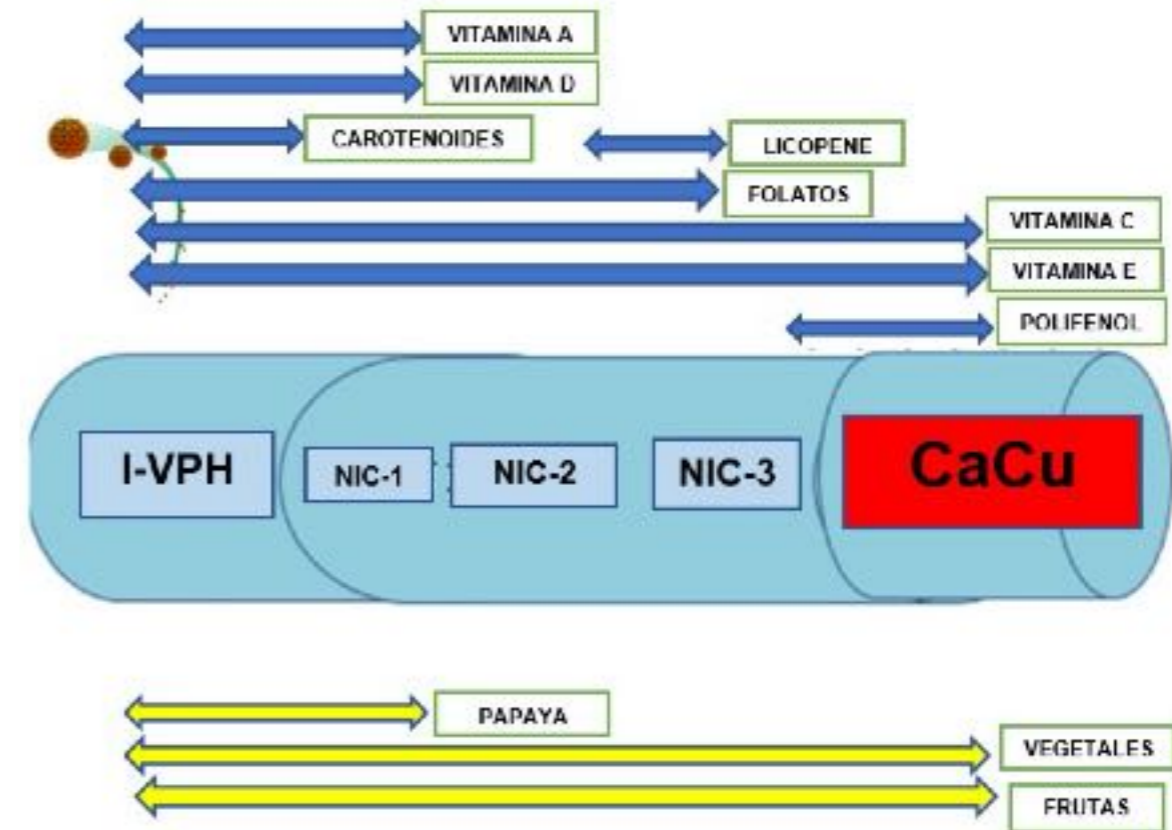 VITAMINA A
VITAMINA D
CAROTENOIDES
LICOPENE
FOLATOS
VITAMINA C
VITAMINA E
POLIFENOL
I-VPH
NIC-1
NIC-2
NIC-3
CaCu
PAPAYA
VEGETALES
FRUTAS